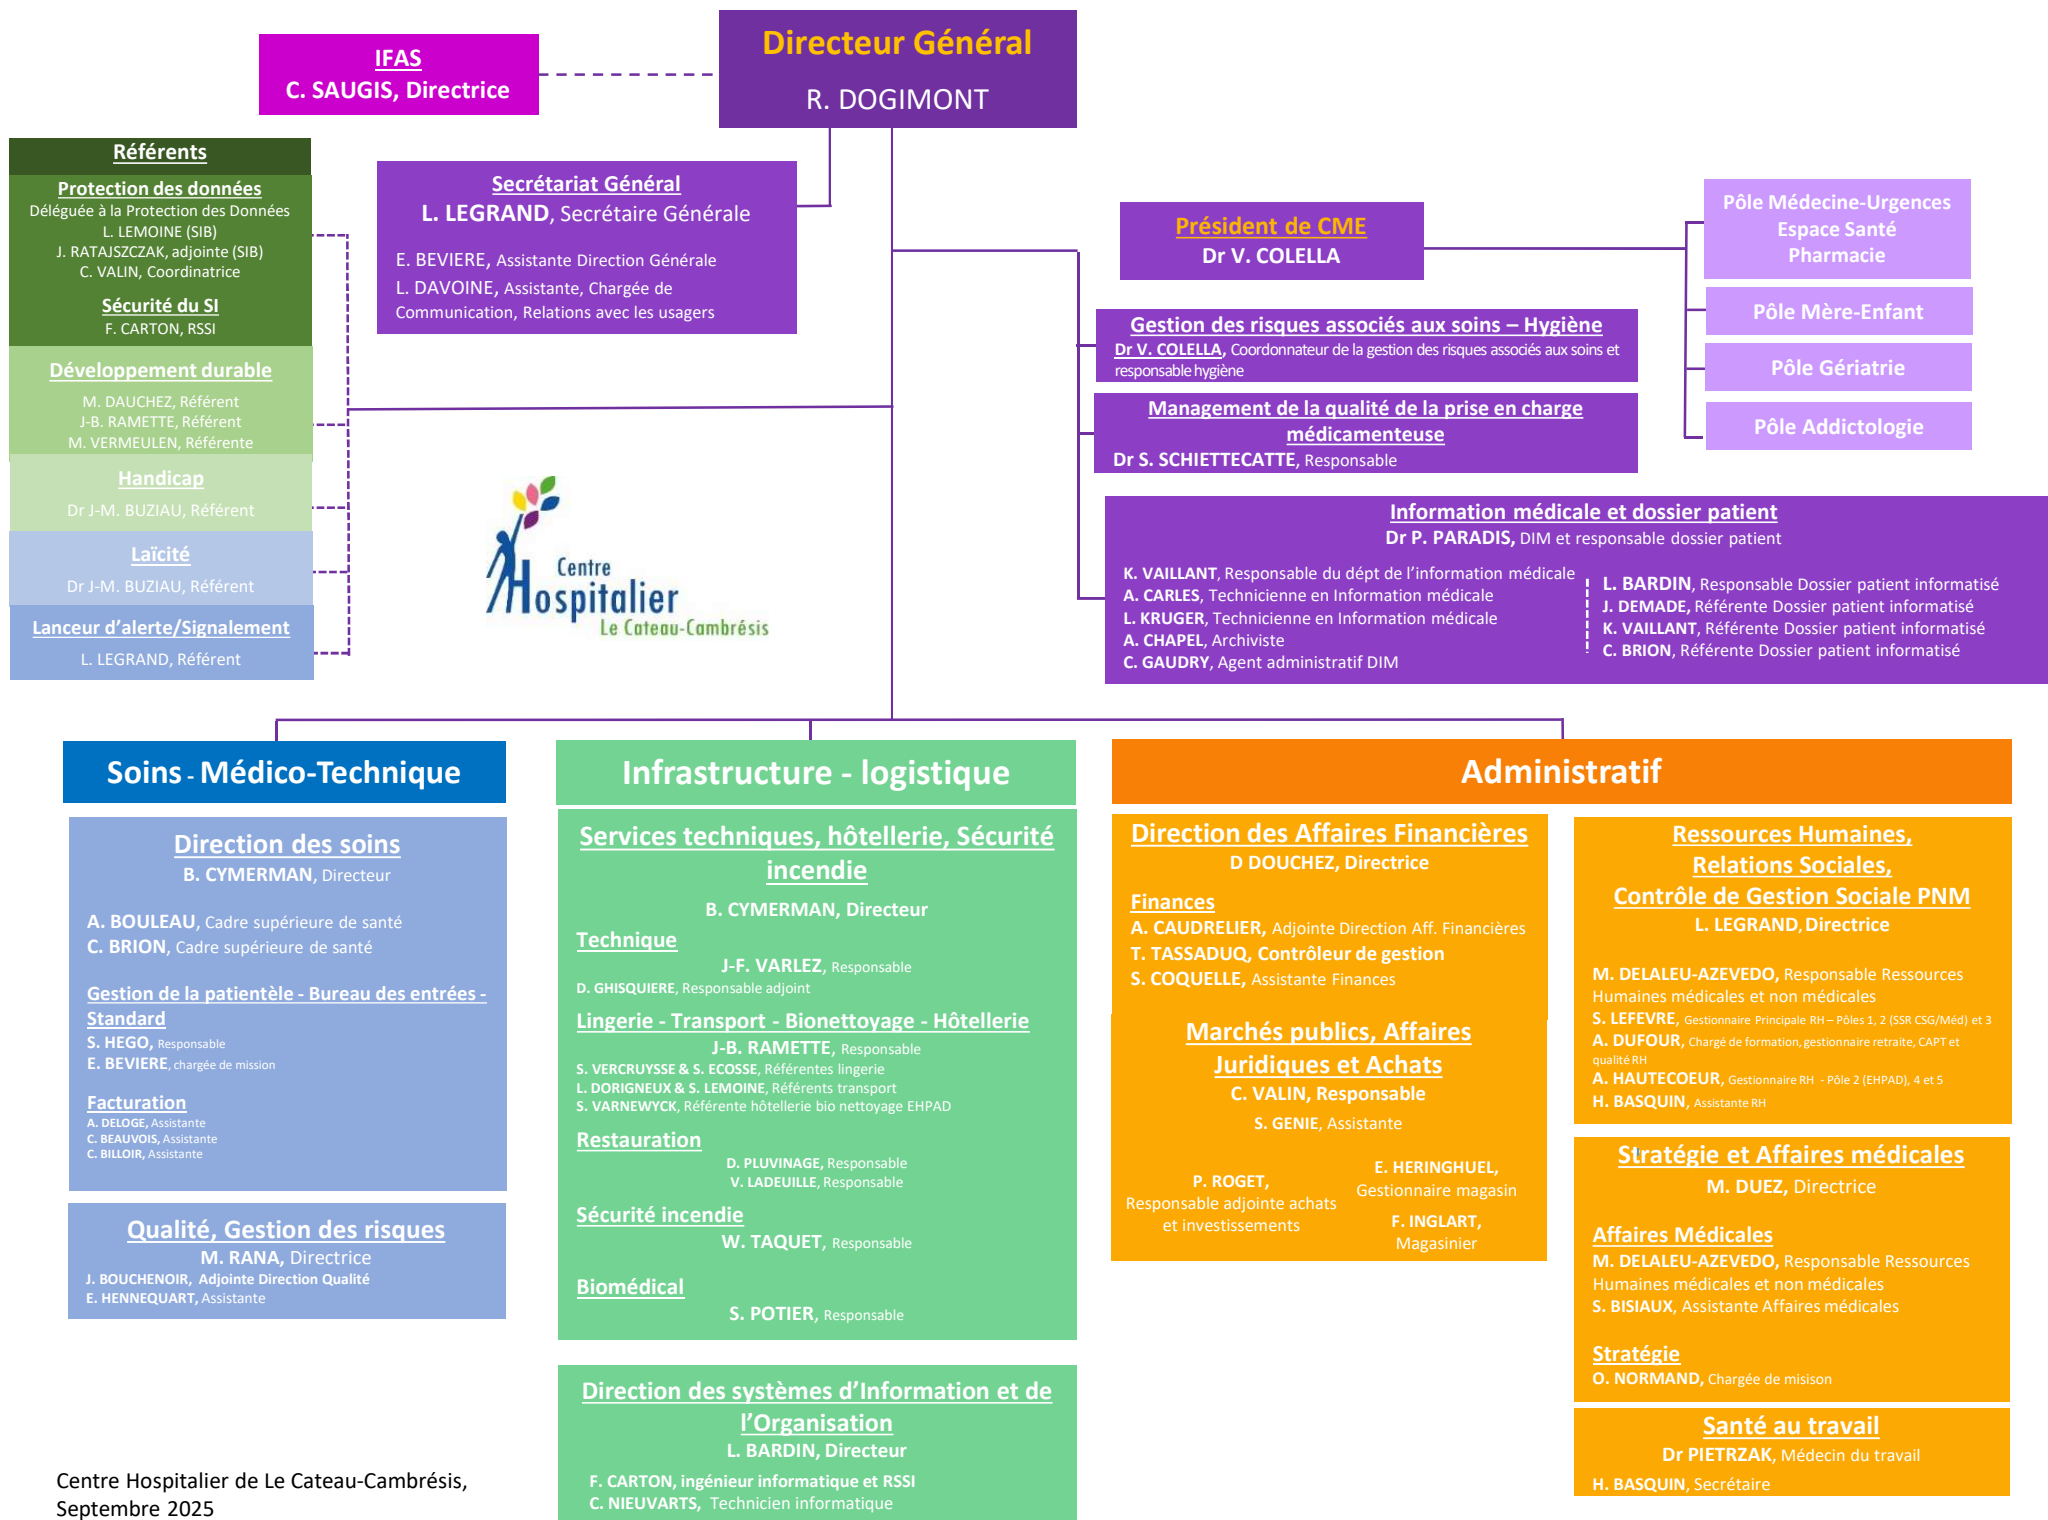 IFAS
C. SAUGIS, Directrice
Directeur Général
R. DOGIMONT
Référents
Protection des données
Déléguée à la Protection des Données
L. LEMOINE (SIB)
J. RATAJSZCZAK, adjointe (SIB)
C. VALIN, Coordinatrice
Sécurité du SI
F. CARTON, RSSI
Développement durable
M. DAUCHEZ, Référent
J-B. RAMETTE, Référent
M. VERMEULEN, Référente
Handicap
Dr J-M. BUZIAU, Référent
Laïcité
Dr J-M. BUZIAU, Référent
Lanceur d'alerte/Signalement
L. LEGRAND, Référent
Secrétariat Général
L. LEGRAND, Secrétaire Générale
E. BEVIERE, Assistante Direction Générale
L. DAVOINE, Assistante, Chargée de
Communication, Relations avec les usagers
Centre
Hospitalier
Le Cateau-Cambrésis
Président de CME
Dr V. COLELLA
Pôle Médecine-Urgences
Espace Santé
Pharmacie
Pôle Mère-Enfant
Pôle Gériatrie
Pôle Addictologie
Gestion des risques associés aux soins – Hygiène
Dr V. COLELLA, Coordonnateur de la gestion des risques associés aux soins et
responsable hygiène
Management de la qualité de la prise en charge
médicamenteuse
Dr S. SCHIETTECATTE, Responsable
Information médicale et dossier patient
Dr P. PARADIS, DIM et responsable dossier patient
K. VAILLANT, Responsable du dépt de l'information médicale
A. CARLES, Technicienne en Information médicale
L. KRUGER, Technicienne en Information médicale
A. CHAPEL, Archiviste
C. GAUDRY, Agent administratif DIM
L. BARDIN, Responsable Dossier patient informatisé
J. DEMADE, Référente Dossier patient informatisé
K. VAILLANT, Référente Dossier patient informatisé
C. BRION, Référente Dossier patient informatisé
Soins - Médico-Technique
Direction des soins
B. CYMERMAN, Directeur
A. BOULEAU, Cadre supérieure de santé
C. BRION, Cadre supérieure de santé
Gestion de la patientèle - Bureau des entrées -
Standard
S. HEGO, Responsable
E. BEVIERE, chargée de mission
Facturation
A. DELOGE, Assistante
C. BEAUVOIS, Assistante
C. BILLOIR, Assistante
Qualité, Gestion des risques
M. RANA, Directrice
J. BOUCHENOIR, Adjointe Direction Qualité
E. HENNEQUART, Assistante
Infrastructure - logistique
Services techniques, hôtellerie, Sécurité
incendie
B. CYMERMAN, Directeur
Technique
J-F. VARLEZ, Responsable
D. GHISQUIERE, Responsable adjoint
Lingerie - Transport - Bionettoyage - Hôtellerie
J-B. RAMETTE, Responsable
S. VERCRUYSSE & S. ECOSSE, Référentes lingerie
L. DORIGNEUX & S. LEMOINE, Référents transport
S. VARNEWYCK, Référente hôtellerie bio nettoyage EHPAD
Restauration
D. PLUVINAGE, Responsable
V. LADEUILLE, Responsable
Sécurité incendie
W. TAQUET, Responsable
Biomédical
S. POTIER, Responsable
Direction des systèmes d'Information et de
l'Organisation
L. BARDIN, Directeur
F. CARTON, ingénieur informatique et RSSI
C. NIEUVARTS, Technicien informatique
Administratif
Direction des Affaires Financières
D DOUCHEZ, Directrice
Finances
A. CAUDRELIER, Adjointe Direction Aff. Financières
T. TASSADUQ, Contrôleur de gestion
S. COQUELLE, Assistante Finances
Marchés publics, Affaires
Juridiques et Achats
C. VALIN, Responsable
S. GENIE, Assistante
P. ROGET,
Responsable adjointe achats
et investissements
E. HERINGHUEL,
Gestionnaire magasin
F. INGLART,
Magasinier
Ressources Humaines,
Relations Sociales,
Contrôle de Gestion Sociale PNM
L. LEGRAND, Directrice
M. DELALEU-AZEVEDO, Responsable Ressources
Humaines médicales et non médicales
S. LEFEVRE, Gestionnaire Principale RH – Pôles 1, 2 (SSR CSG/Méd) et 3
A. DUFOUR, Chargé de formation, gestionnaire retraite, CAPT et
qualité RH
A. HAUTECOEUR, Gestionnaire RH - Pôle 2 (EHPAD), 4 et 5
H. BASQUIN, Assistante RH
Stratégie et Affaires médicales
M. DUEZ, Directrice
Affaires Médicales
M. DELALEU-AZEVEDO, Responsable Ressources
Humaines médicales et non médicales
S. BISIAUX, Assistante Affaires médicales
Stratégie
O. NORMAND, Chargée de misison
Santé au travail
Dr PIETRZAK, Médecin du travail
H. BASQUIN, Secrétaire
Centre Hospitalier de Le Cateau-Cambrésis,
Septembre 2025